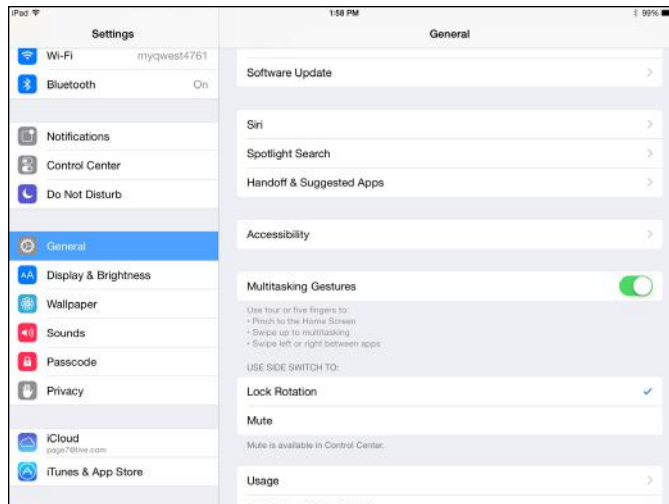 iPad 1:58 PM 99%
Settings
General
Wi-Fi myqwest4761
Bluetooth On
Notifications
Control Center
Do Not Disturb
General
Display & Brightness
Wallpaper
Sounds
Passcode
Privacy
iCloud
page7@live.com
iTunes & App Store
Software Update
Siri
Spotlight Search
Handoff & Suggested Apps
Accessibility
Multitasking Gestures
Use four or five fingers to:
• Pinch to the Home Screen
• Swipe up to multitasking
• Swipe left or right between apps
USE SIDE SWITCH TO:
Lock Rotation
Mute
Mute is available in Control Center.
Usage